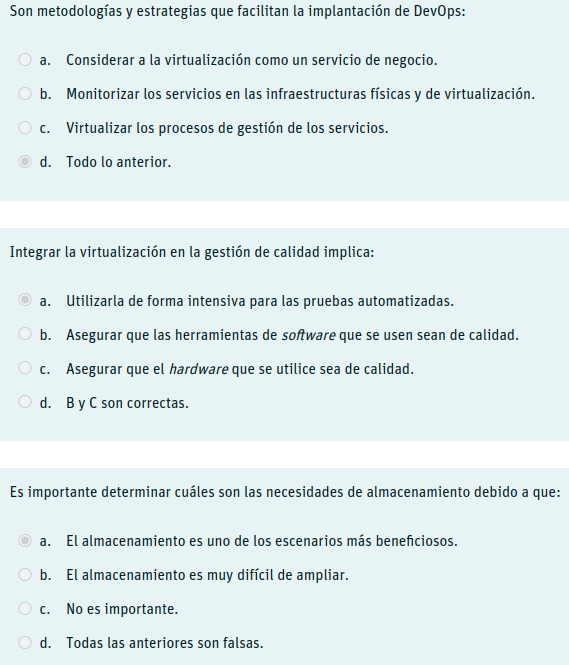 Son metodologías y estrategias que facilitan la implantación de DevOps:
a. Considerar a la virtualización como un servicio de negocio.
b. Monitorizar los servicios en las infraestructuras físicas y de virtualización.
c. Virtualizar los procesos de gestión de los servicios.
d. Todo lo anterior.
Integrar la virtualización en la gestión de calidad implica:
a. Utilizarla de forma intensiva para las pruebas automatizadas.
b. Asegurar que las herramientas de software que se usen sean de calidad.
c. Asegurar que el hardware que se utilice sea de calidad.
d. B y C son correctas.
Es importante determinar cuáles son las necesidades de almacenamiento debido a que:
a. El almacenamiento es uno de los escenarios más beneficiosos.
b. El almacenamiento es muy difícil de ampliar.
c. No es importante.
d. Todas las anteriores son falsas.